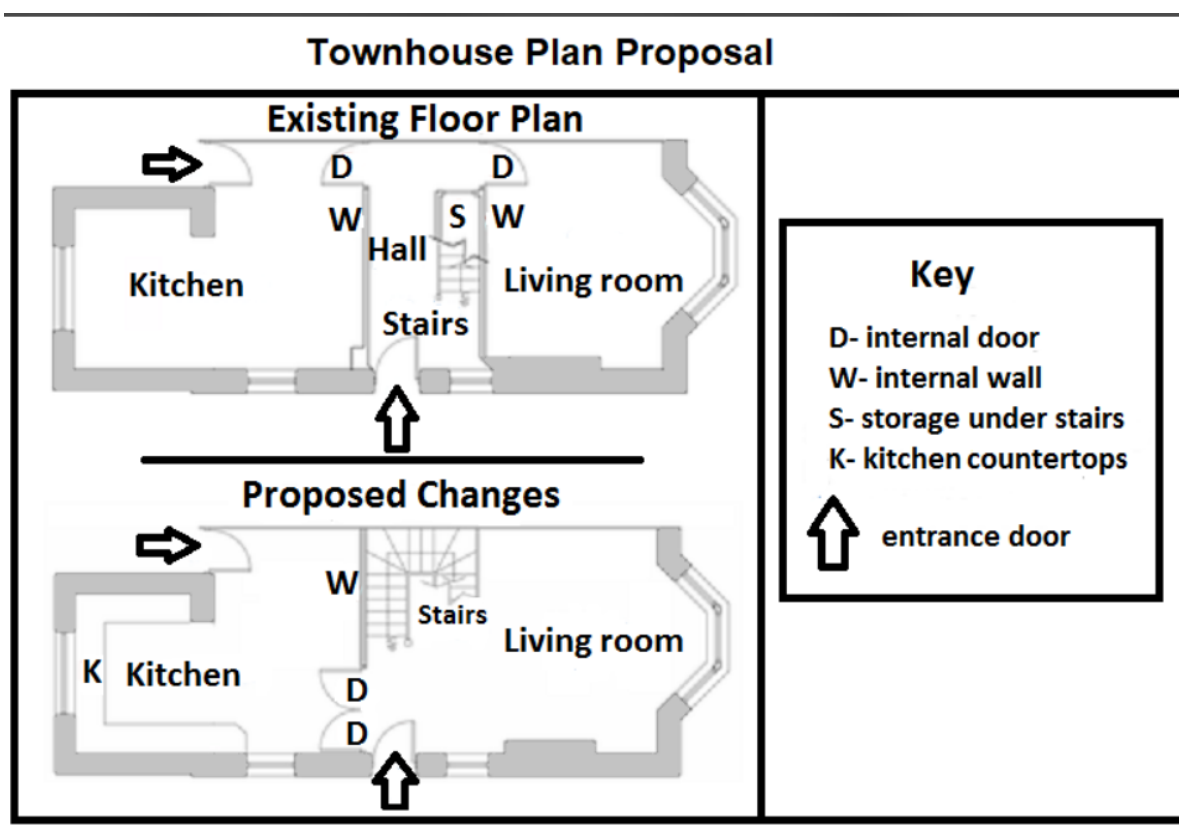 Townhouse Plan Proposal
Existing Floor Plan
D D
W S W
Hall
Kitchen Living room
Stairs
Proposed Changes
W
Stairs
Living room
K Kitchen
D
D
Key
D- internal door
W- internal wall
S- storage under stairs
K- kitchen countertops
entrance door